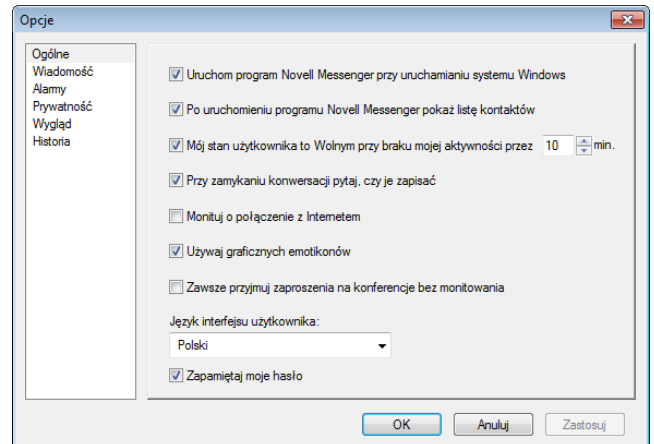 Opcje
Ogólne
Wiadomość
Alarmy
Prywatność
Wygląd
Historia
Uruchom program Novell Messenger przy uruchamianiu systemu Windows
Po uruchomieniu programu Novell Messenger pokaż listę kontaktów
Mój stan użytkownika to Wolnym przy braku mojej aktywności przez 10 min.
Przy zamykaniu konwersacji pytaj, czy je zapisać
Monituj o połączenie z Internetem
Używaj graficznych emotikonów
Zawsze przyjmuj zaproszenia na konferencje bez monitowania
Język interfejsu użytkownika:
Polski
Zapamiętaj moje hasło
OK Anuluj Zastosuj